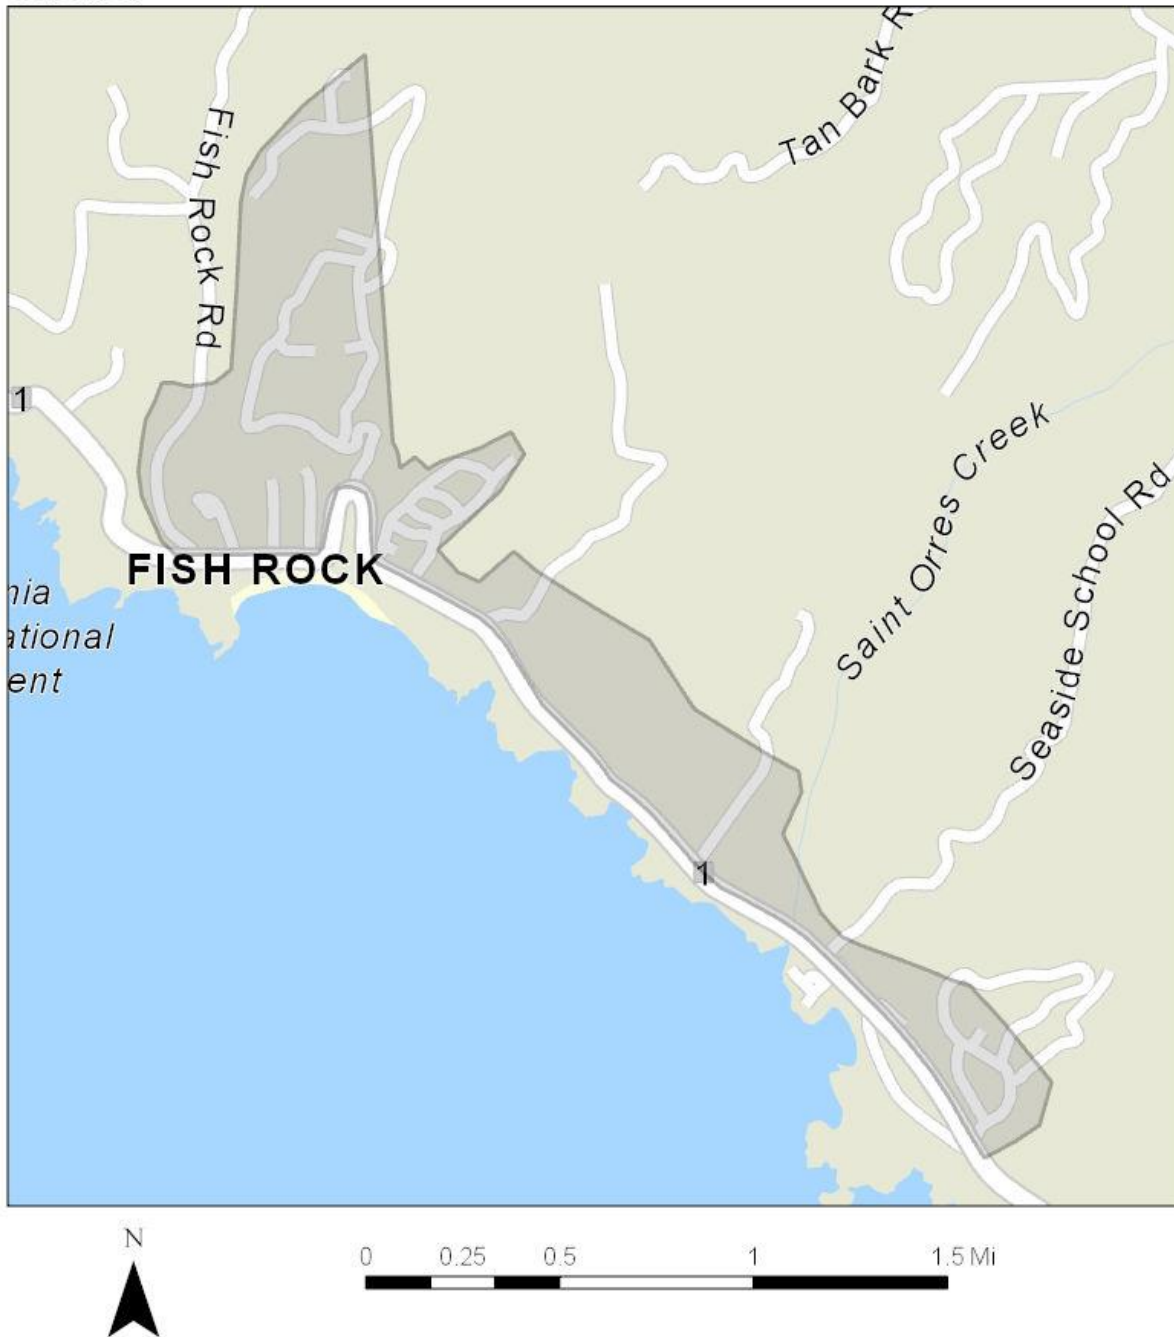 Tan Bark R
Fish Rock Rd
1
Saint Orres Creek
Seaside School Rd
FISH ROCK
nia
ational
ent
1
N
0 0.25 0.5 1 1.5 Mi